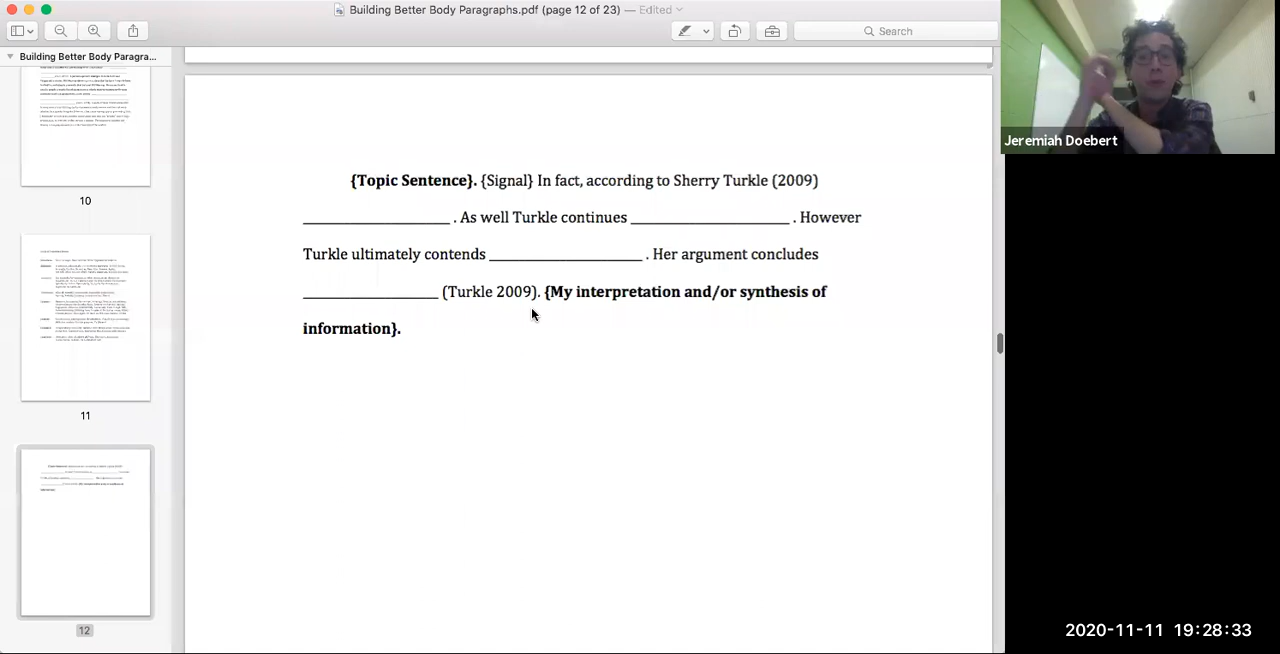 Building Better Body Paragraphs.pdf (page 12 of 23) — Edited
Search
Building Better Body Paragra...
10
11
12
{Topic Sentence}. {Signal} In fact, according to Sherry Turkle (2009)
____________________ . As well Turkle continues ______________________ . However
Turkle ultimately contends _____________________ . Her argument concludes
___________________ (Turkle 2009). {My interpretation and/or synthesis of
information}.
Jeremiah Doebert
2020-11-11 19:28:33